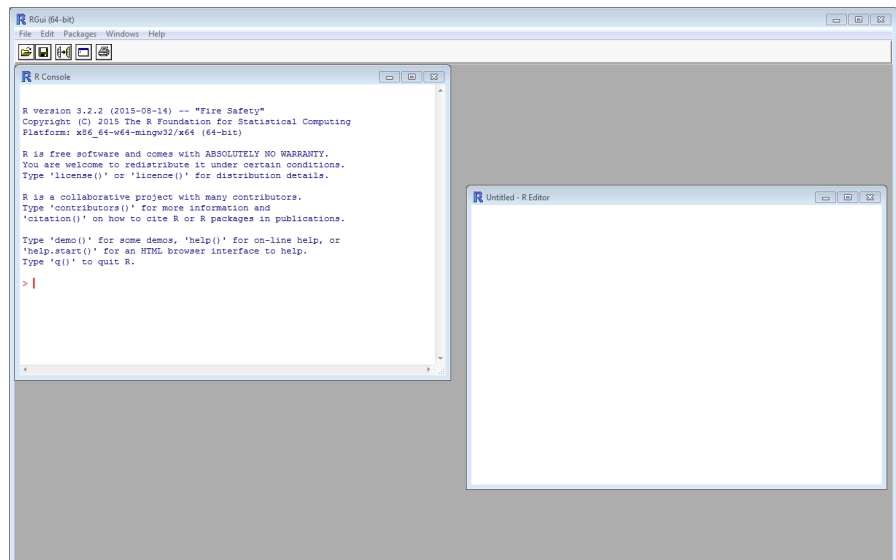 RGui (64-bit)
File Edit Packages Windows Help
R Console
R version 3.2.2 (2015-08-14) -- "Fire Safety"
Copyright (C) 2015 The R Foundation for Statistical Computing
Platform: x86_64-w64-mingw32/x64 (64-bit)
R is free software and comes with ABSOLUTELY NO WARRANTY.
You are welcome to redistribute it under certain conditions.
Type 'license()' or 'licence()' for distribution details.
R is a collaborative project with many contributors.
Type 'contributors()' for more information and
'citation()' on how to cite R or R packages in publications.
Type 'demo()' for some demos, 'help()' for on-line help, or
'help.start()' for an HTML browser interface to help.
Type 'q()' to quit R.
>
Untitled - R Editor